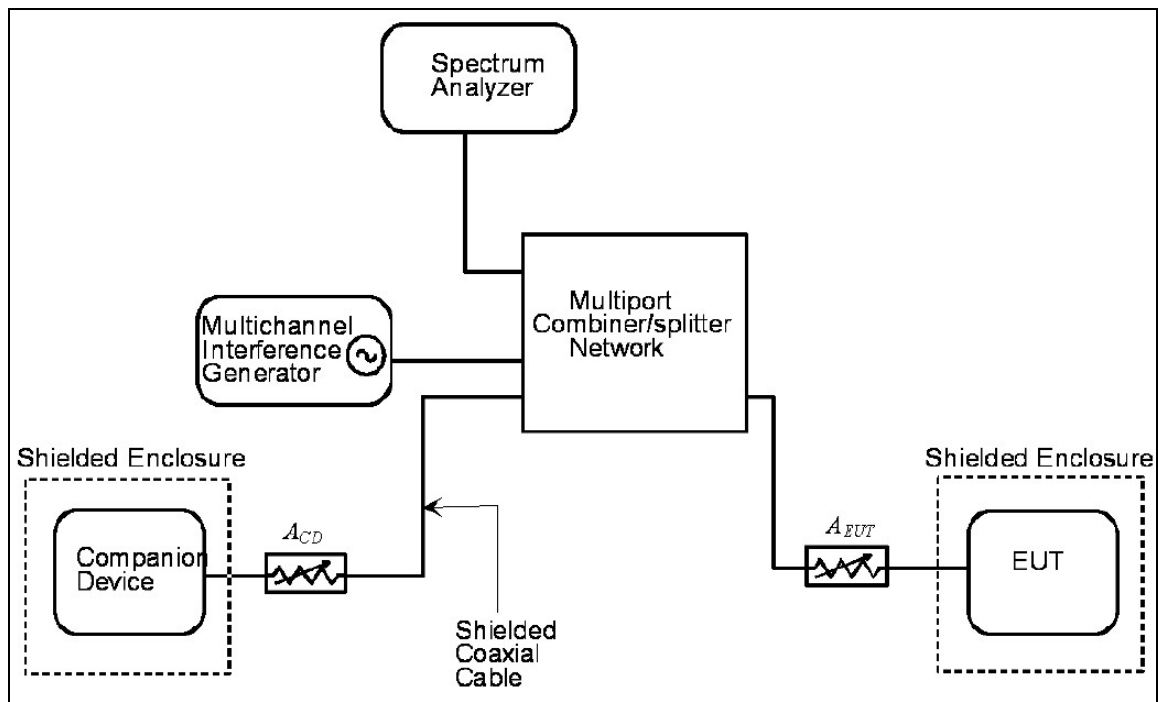 Spectrum
Analyzer
Multiport
Combiner/splitter
Network
Multichannel
Interference
Generator
Shielded Enclosure
Companion
Device
A_CD
Shielded
Coaxial
Cable
Shielded Enclosure
A_EUT
EUT